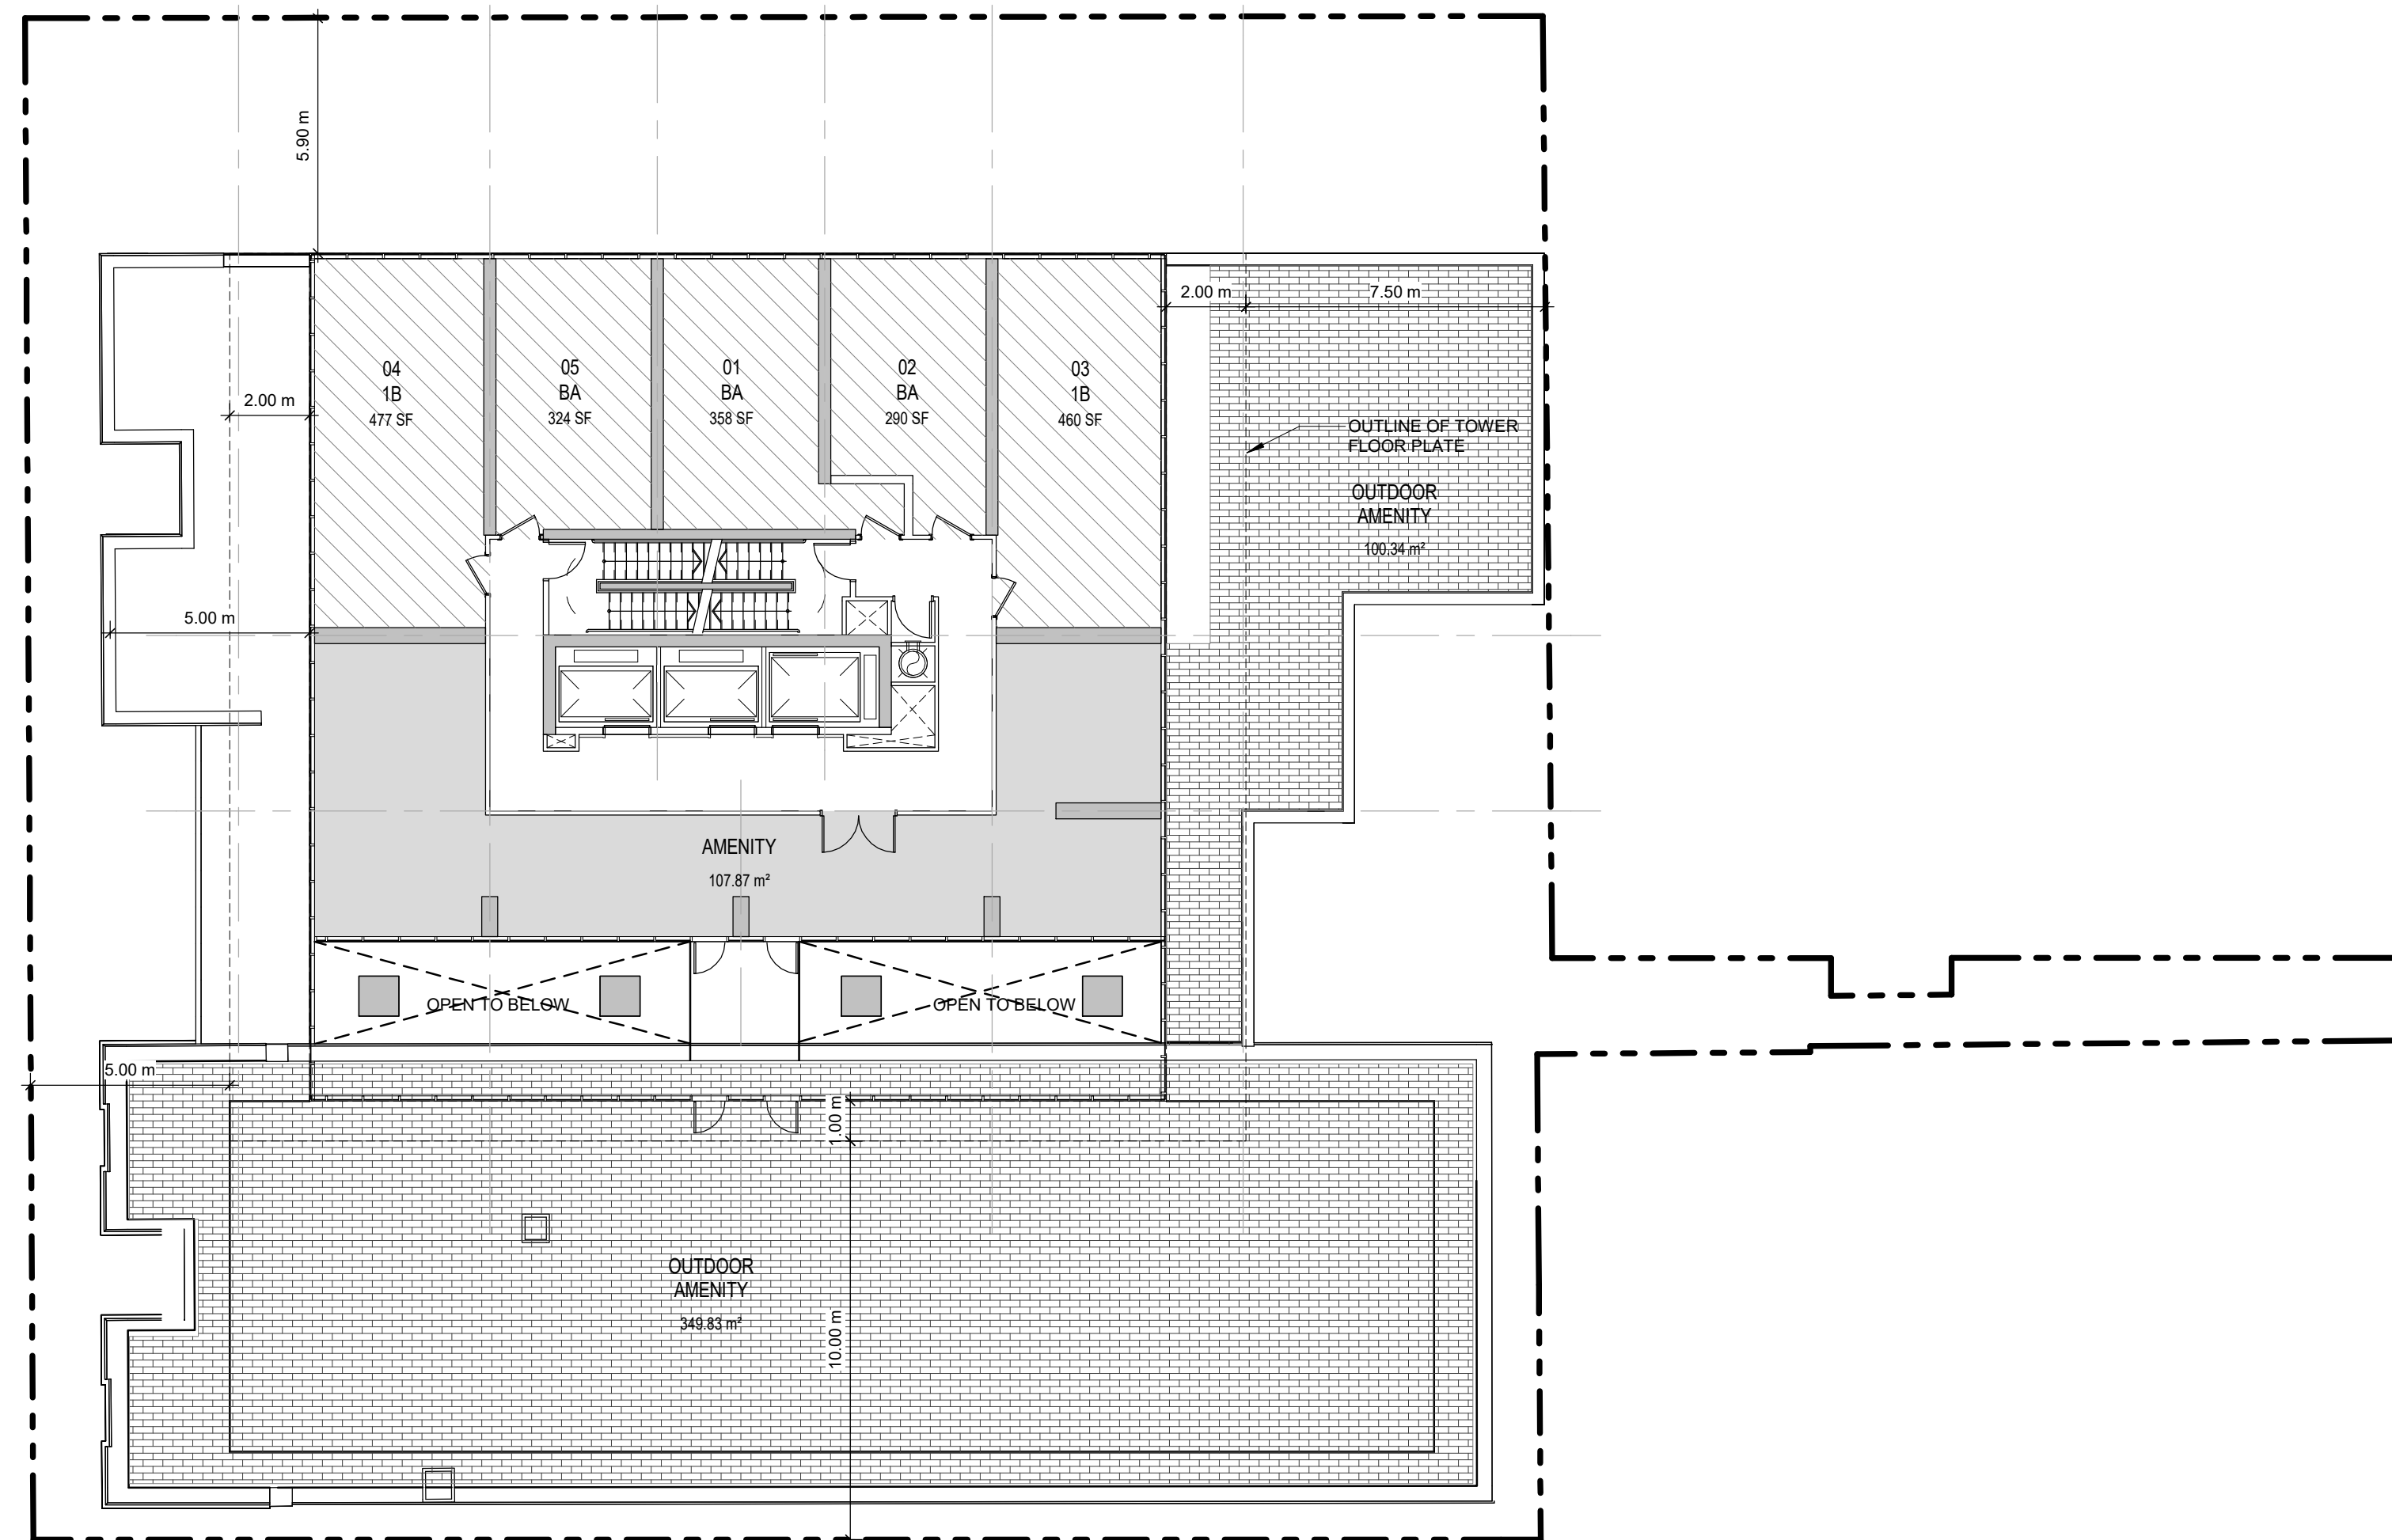 5.90 m
2.00 m
7.50 m
04
1B
477 SF
05
BA
324 SF
01
BA
358 SF
02
BA
290 SF
03
1B
460 SF
2.00 m
OUTLINE OF TOWER
FLOOR PLATE
OUTDOOR
AMENITY
100.34 m²
5.00 m
AMENITY
107.87 m²
OPEN TO BELOW
OPEN TO BELOW
5.00 m
1.00 m
OUTDOOR
AMENITY
349.83 m²
10.00 m